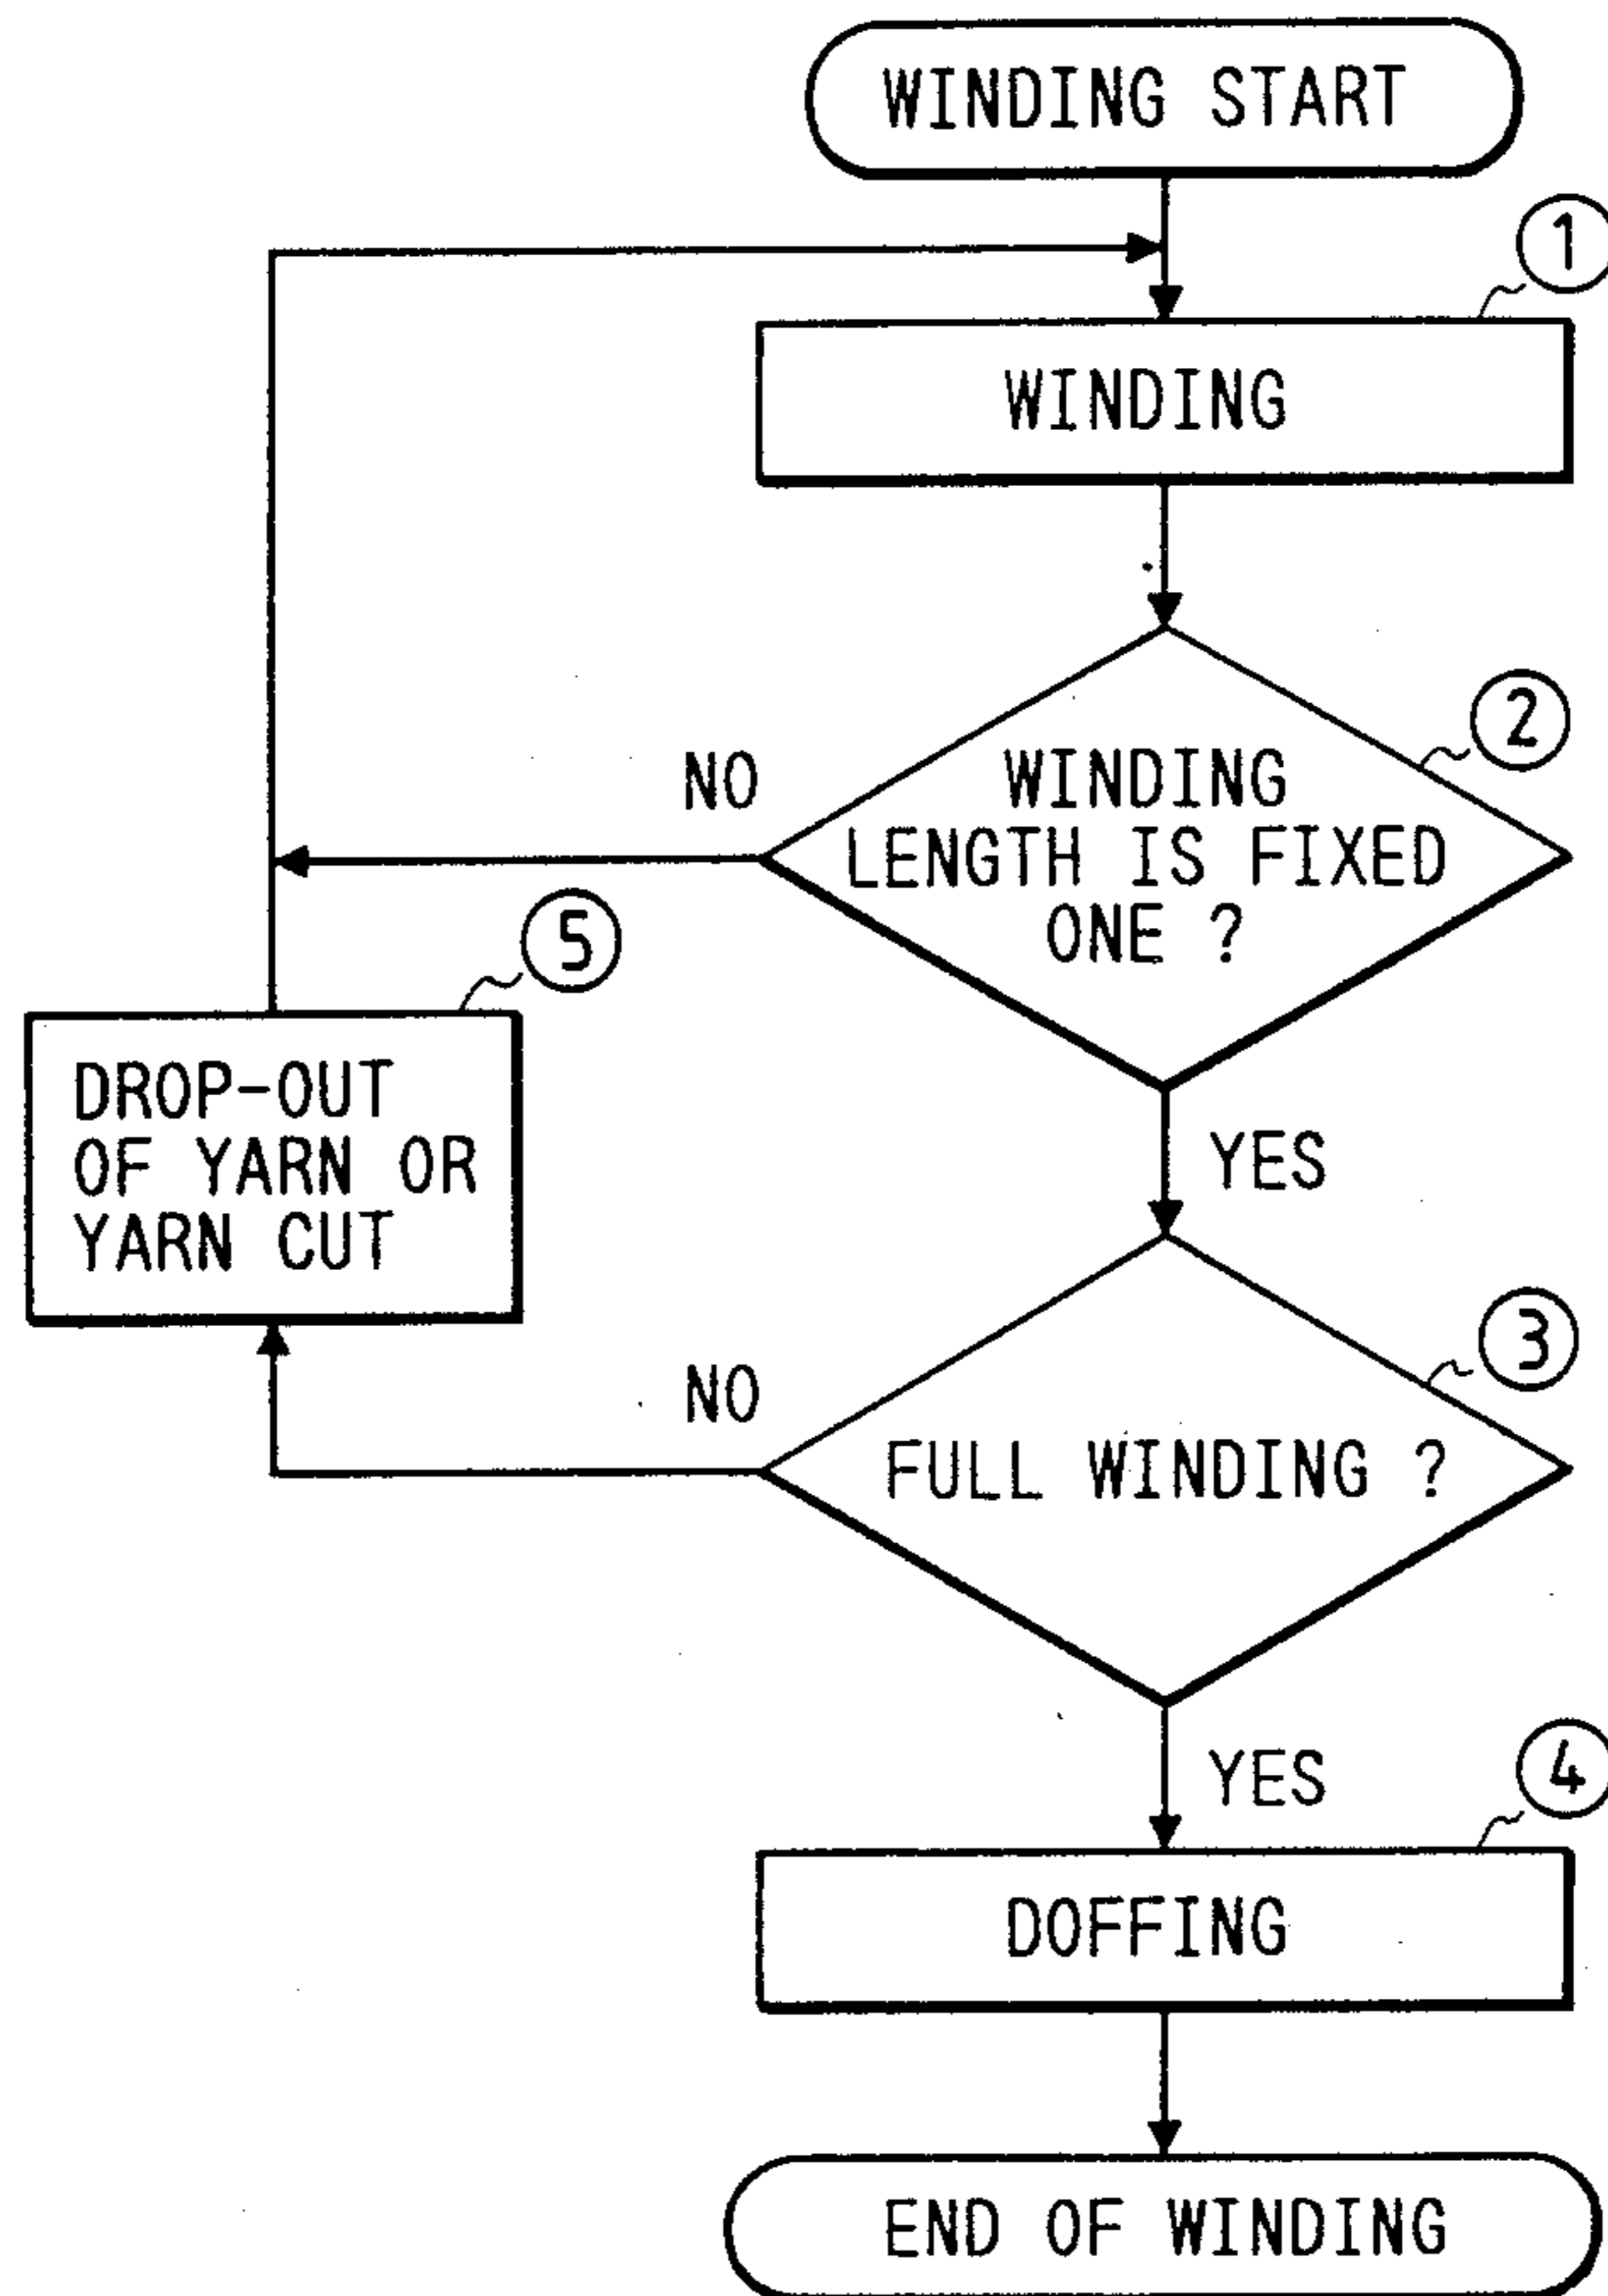 WINDING START
1
WINDING
2
NO
WINDING
LENGTH IS FIXED
ONE ?
5
DROP-OUT
OF YARN OR
YARN CUT
YES
3
NO
FULL WINDING ?
YES
4
DOFFING
END OF WINDING